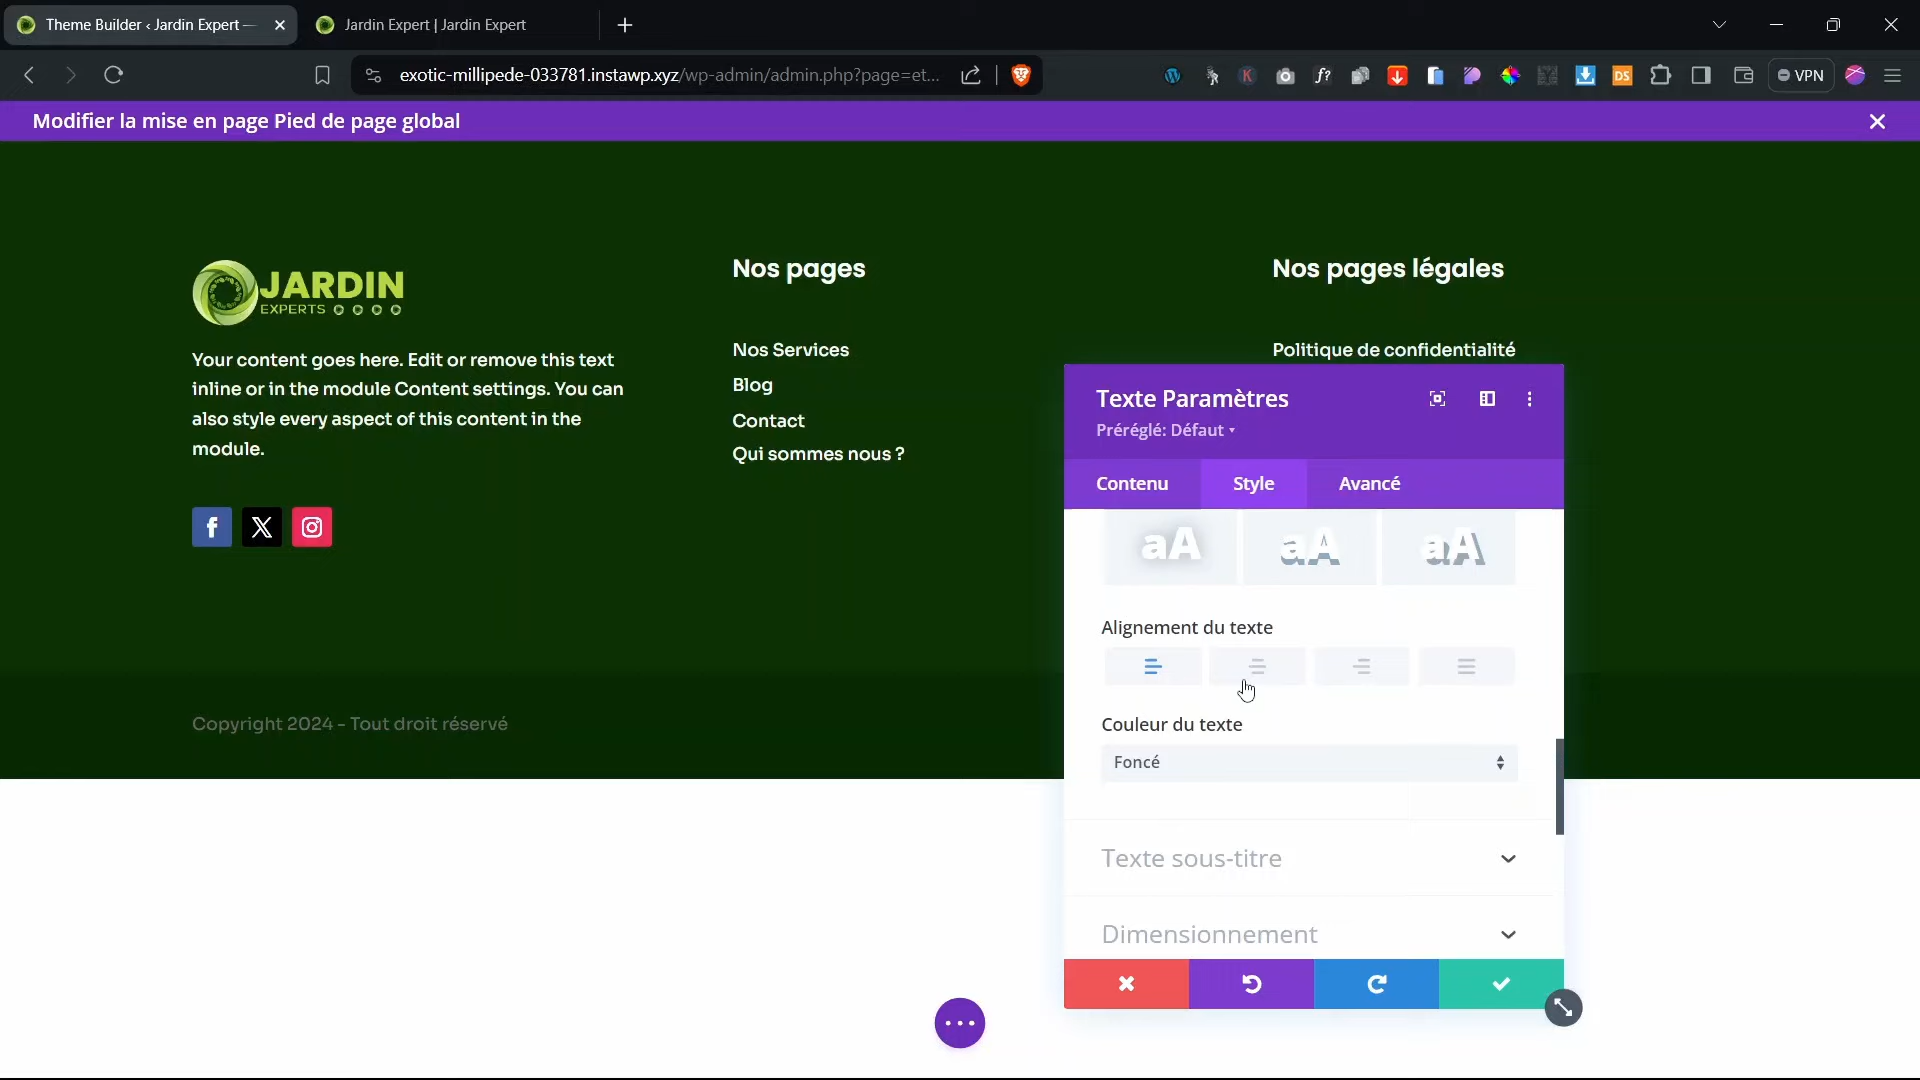 Theme Builder ‹ Jardin Expert —
Jardin Expert | Jardin Expert
exotic-millipede-033781.instawp.xyz/wp-admin/admin.php?page=et...
K
f?
DS
VPN
Modifier la mise en page Pied de page global
JARDIN
EXPERTS
Your content goes here. Edit or remove this text
inline or in the module Content settings. You can
also style every aspect of this content in the
module.
Nos pages
Nos Services
Blog
Contact
Qui sommes nous ?
Nos pages légales
Politique de confidentialité
Copyright 2024 - Tout droit réservé
Texte Paramètres
Préréglé: Défaut
Contenu
Style
Avancé
aA
aA
aA
Alignement du texte
Couleur du texte
Foncé
Texte sous-titre
Dimensionnement